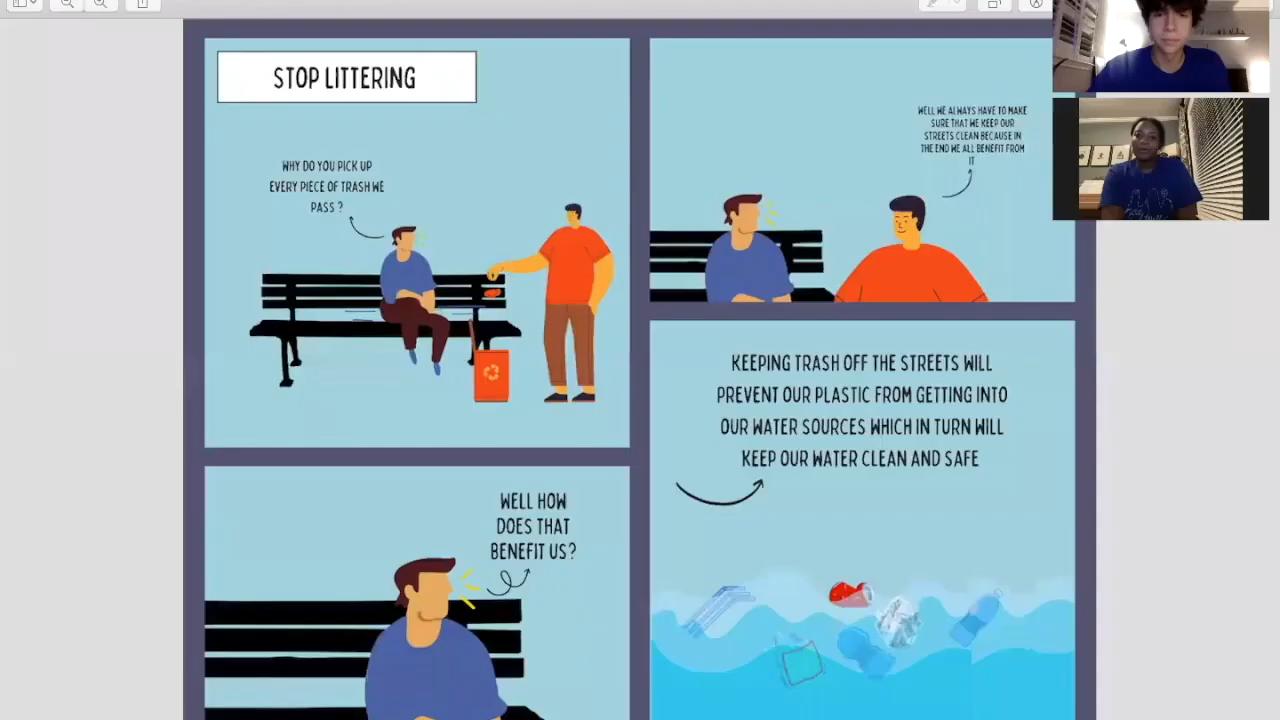 STOP LITTERING
WHY DO YOU PICK UP
EVERY PIECE OF TRASH WE
PASS ?
WELL WE ALWAYS HAVE TO MAKE
SURE THAT WE KEEP OUR
STREETS CLEAN BECAUSE IN
THE END WE ALL BENEFIT FROM
IT
WELL HOW
DOES THAT
BENEFIT US?
KEEPING TRASH OFF THE STREETS WILL
PREVENT OUR PLASTIC FROM GETTING INTO
OUR WATER SOURCES WHICH IN TURN WILL
KEEP OUR WATER CLEAN AND SAFE